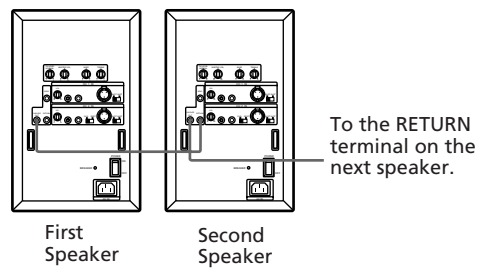 To the RETURN
terminal on the
next speaker.
First
Speaker
Second
Speaker